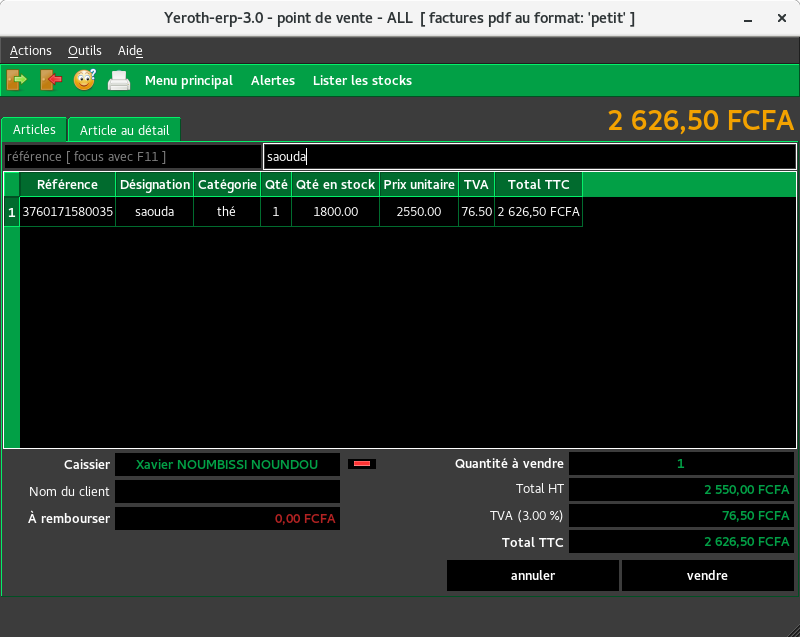 Yeroth-erp-3.0 - point de vente - ALL [ factures pdf au format: 'petit' ]
Actions Outils Aide
Menu principal Alertes Lister les stocks
2 626,50 FCFA
Articles Article au détail
référence [ focus avec F11 ] saouda
Référence Désignation Catégorie Qté Qté en stock Prix unitaire TVA Total TTC
1 3760171580035 saouda thé 1 1800.00 2550.00 76.50 2 626,50 FCFA
Caissier Xavier NOUMBISSI NOUNDOU Quantité à vendre 1
Nom du client Total HT 2 550,00 FCFA
À rembourser 0,00 FCFA TVA (3.00 %) 76,50 FCFA
Total TTC 2 626,50 FCFA
annuler vendre